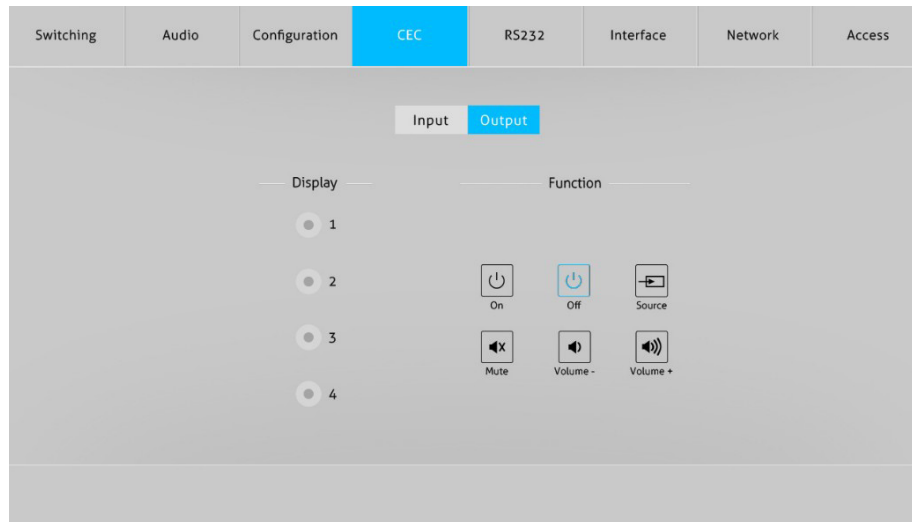 Switching Audio Configuration CEC RS232 Interface Network Access
Input Output
Display Function
1
2
On Off Source
3
Mute Volume - Volume +
4